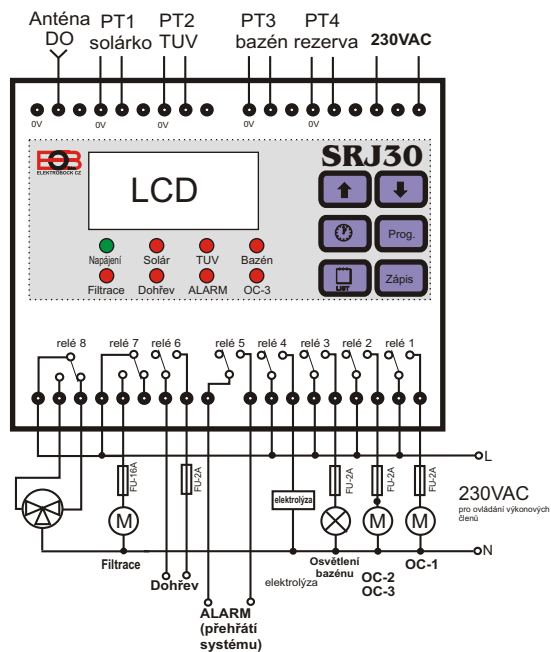 Anténa
DO
PT1
solárko
PT2
TUV
PT3
bazén
PT4
rezerva
230VAC
0V
0V
0V
0V
EOB
ELEKTROBOCK CZ
LCD
SRJ30
Prog.
LIST
Zápis
Napájení
Solár
TUV
Bazén
Filtrace
Dohřev
ALARM
OC-3
relé 8
relé 7
relé 6
relé 5
relé 4
relé 3
relé 2
relé 1
L
FU-16A
FU-2A
FU-2A
FU-2A
FU-2A
elektrolýza
M
M
M
230VAC
pro ovládání výkonových
členů
N
Filtrace
Dohřev
elektrolýza
Osvětlení
bazénu
OC-2
OC-3
OC-1
ALARM
(přehřátí
systému)